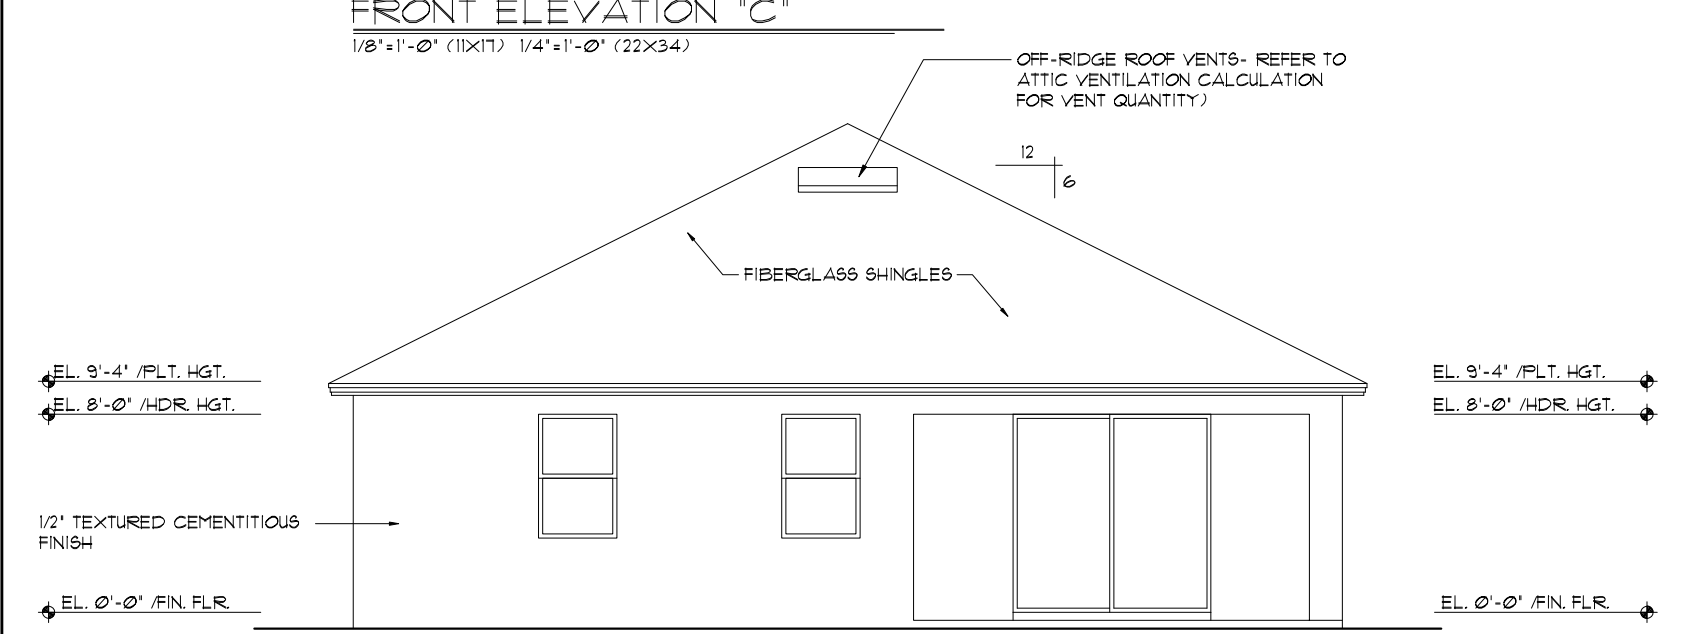 FRONT ELEVATION "C"
1/8"=1'-0" (11X17) 1/4"=1'-0" (22X34)
OFF-RIDGE ROOF VENTS- REFER TO
ATTIC VENTILATION CALCULATION
FOR VENT QUANTITY)
12
6
FIBERGLASS SHINGLES
EL. 9'-4" /PLT. HGT.
EL. 9'-4" /PLT. HGT.
EL. 8'-0" /HDR. HGT.
EL. 8'-0" /HDR. HGT.
1/2" TEXTURED CEMENTITIOUS
FINISH
EL. 0'-0" /FIN. FLR.
EL. 0'-0" /FIN. FLR.